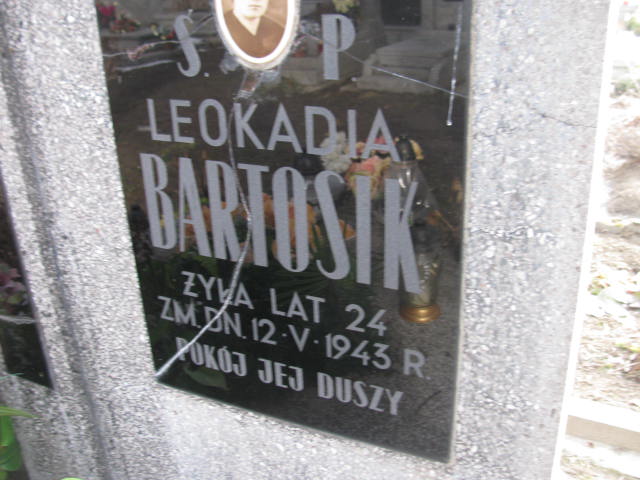 S. P
LEOKADIA
BARTOSIK
ŻYŁA LAT 24
ZM. DN. 12·V·1943 R.
POKÓJ JEJ DUSZY